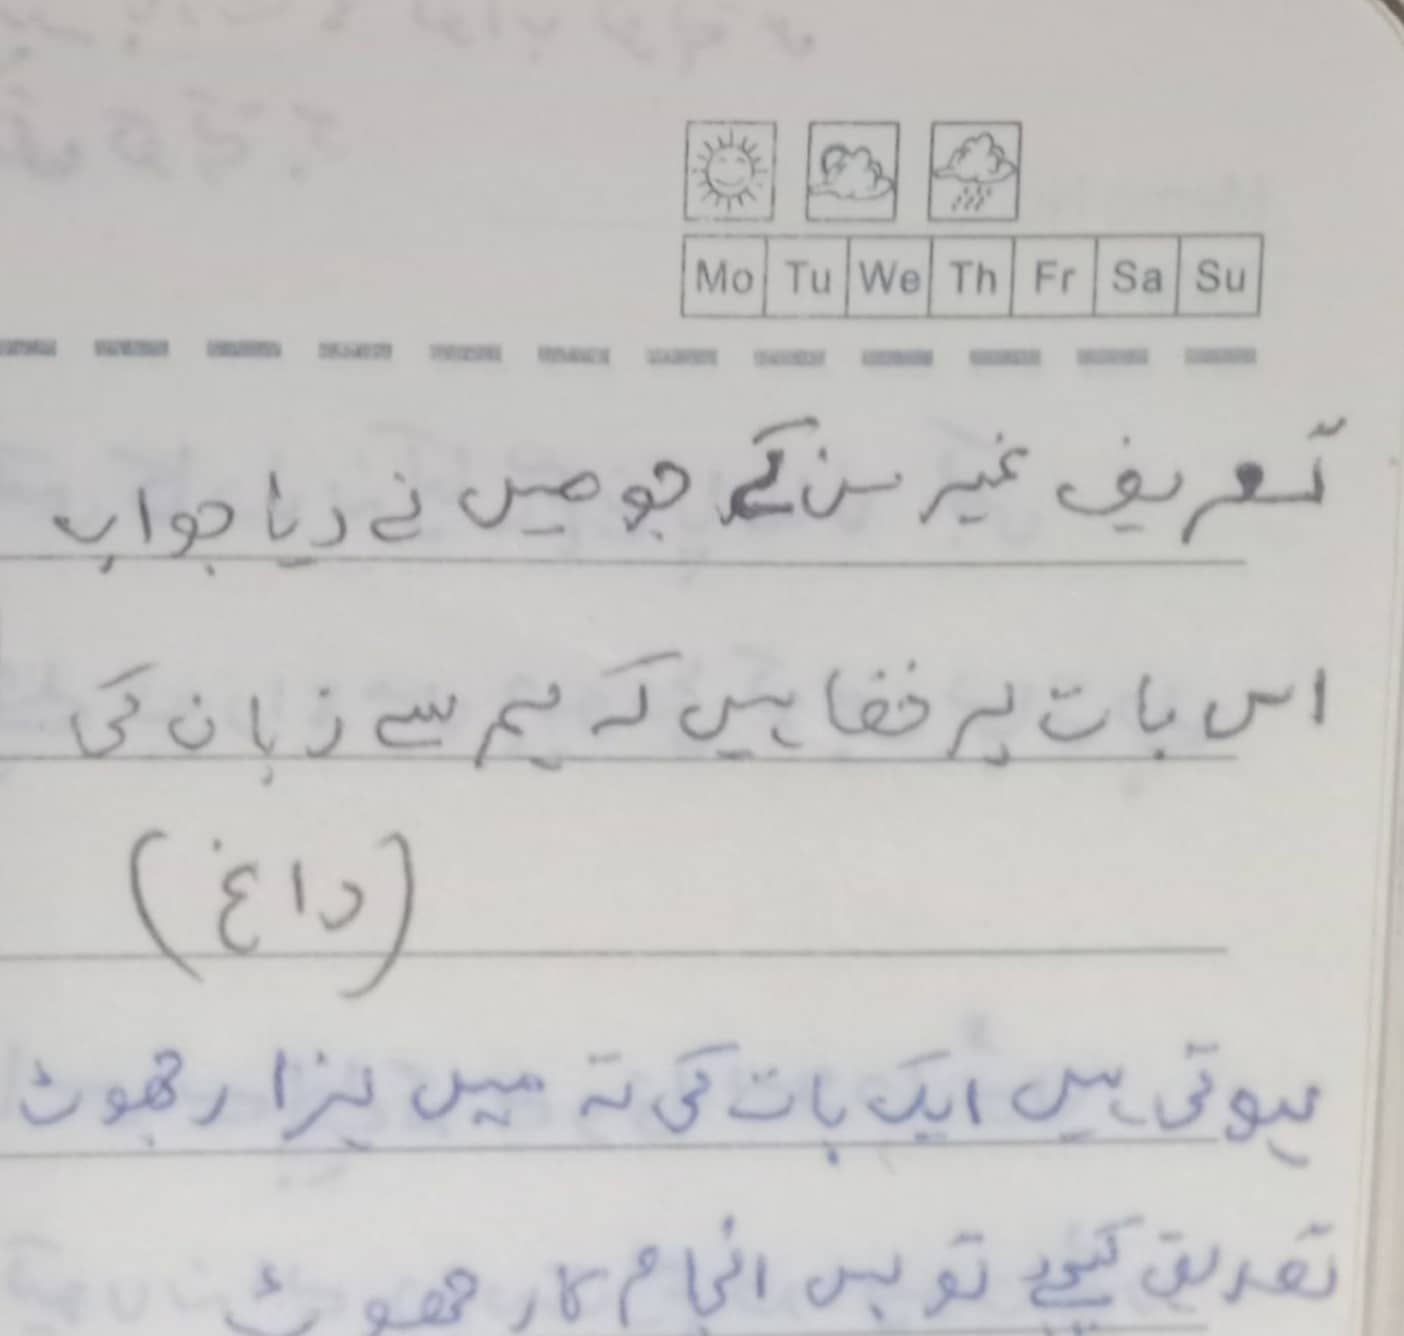 Mo Tu We Th Fr Sa Su
تعریف غیر سن کے جو میں نے دیا جواب
اس بات پر خفا ہیں کہ ہم سے زبان کی
(داغ)
ہوتی ہیں ایک بات کی تہ میں ہزار جھوٹ
تصدیق کیجے تو بس انجام کار جھوٹ